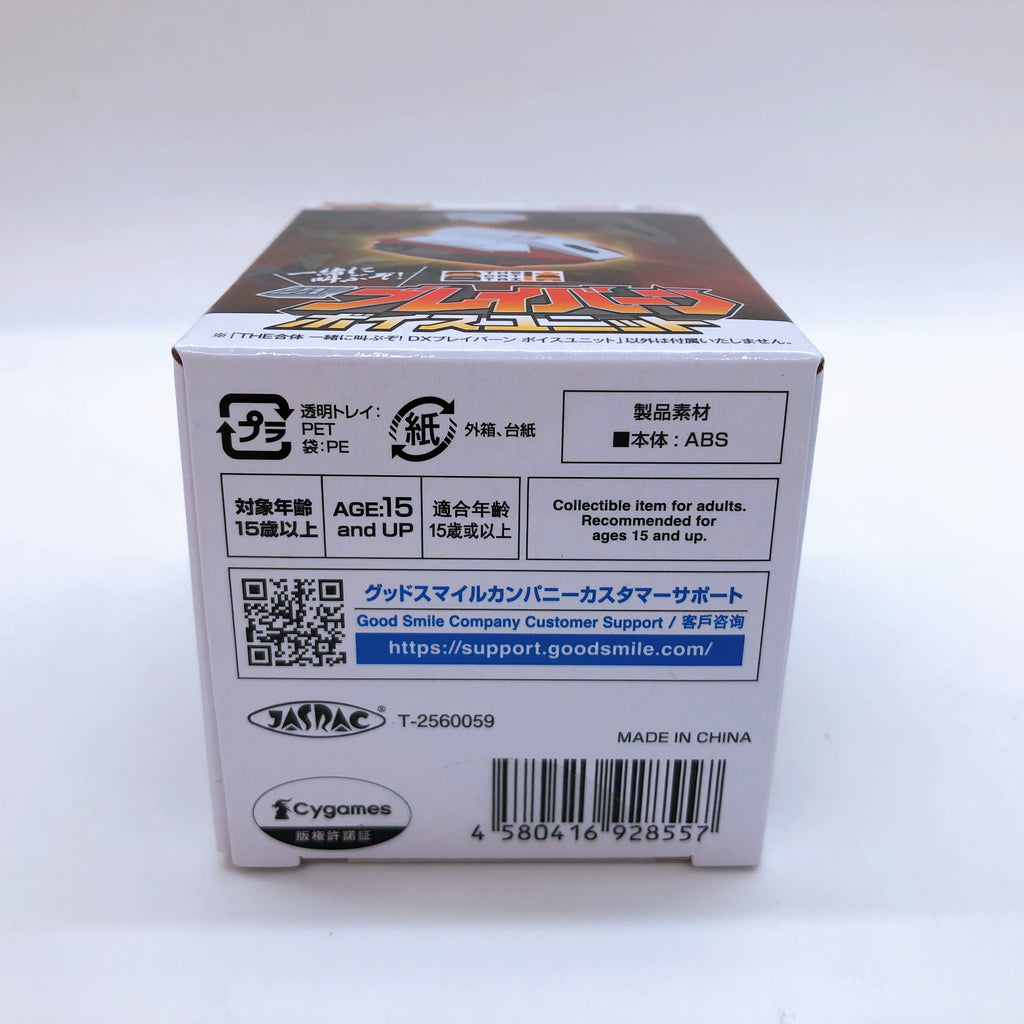 一緒に
叫ぶぞ!
ブレイバーン
ボイスユニット
※「THE合体 一緒に叫ぶぞ! DXブレイバーン ボイスユニット」以外は付属いたしません。
プラ
透明トレイ:
PET
袋:PE
紙
外箱、台紙
製品素材
■本体 : ABS
対象年齢
15歳以上
AGE:15
and UP
適合年齢
15歳或以上
Collectible item for adults.
Recommended for
ages 15 and up.
グッドスマイルカンパニーカスタマーサポート
Good Smile Company Customer Support / 客戶咨询
https://support.goodsmile.com/
JASRAC®
T-2560059
MADE IN CHINA
Cygames
版権許諾証
4 580416 928557